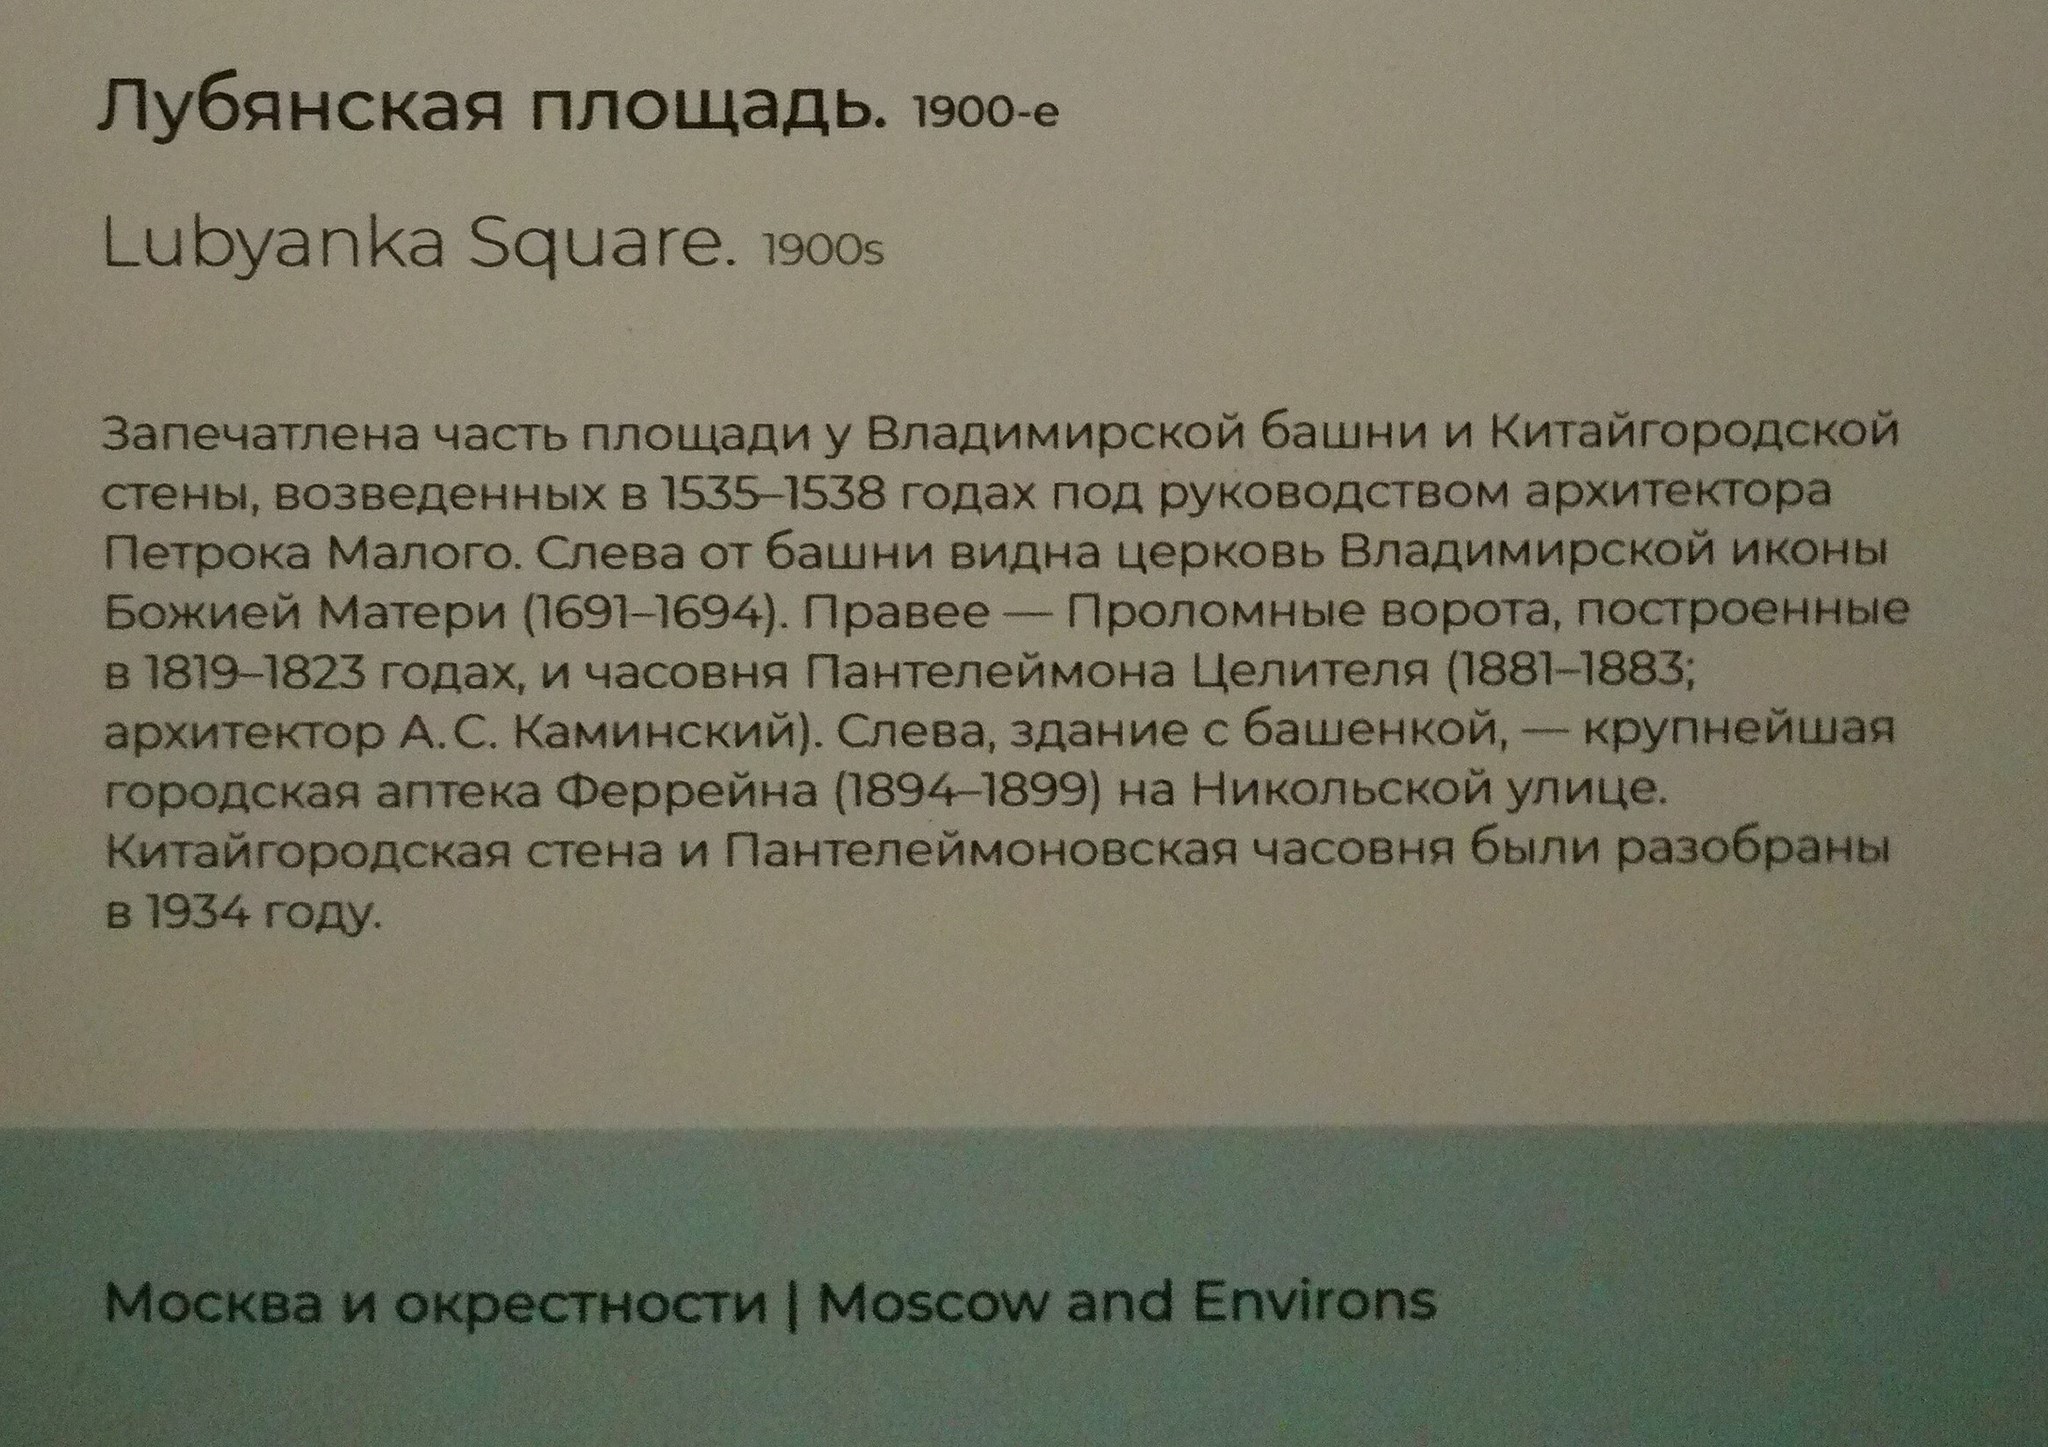 Лубянская площадь. 1900-е
Lubyanka Square. 1900s
Запечатлена часть площади у Владимирской башни и Китайгородской
стены, возведенных в 1535–1538 годах под руководством архитектора
Петрока Малого. Слева от башни видна церковь Владимирской иконы
Божией Матери (1691–1694). Правее — Проломные ворота, построенные
в 1819–1823 годах, и часовня Пантелеймона Целителя (1881–1883;
архитектор А. С. Каминский). Слева, здание с башенкой, — крупнейшая
городская аптека Феррейна (1894–1899) на Никольской улице.
Китайгородская стена и Пантелеймоновская часовня были разобраны
в 1934 году.
Москва и окрестности | Moscow and Environs